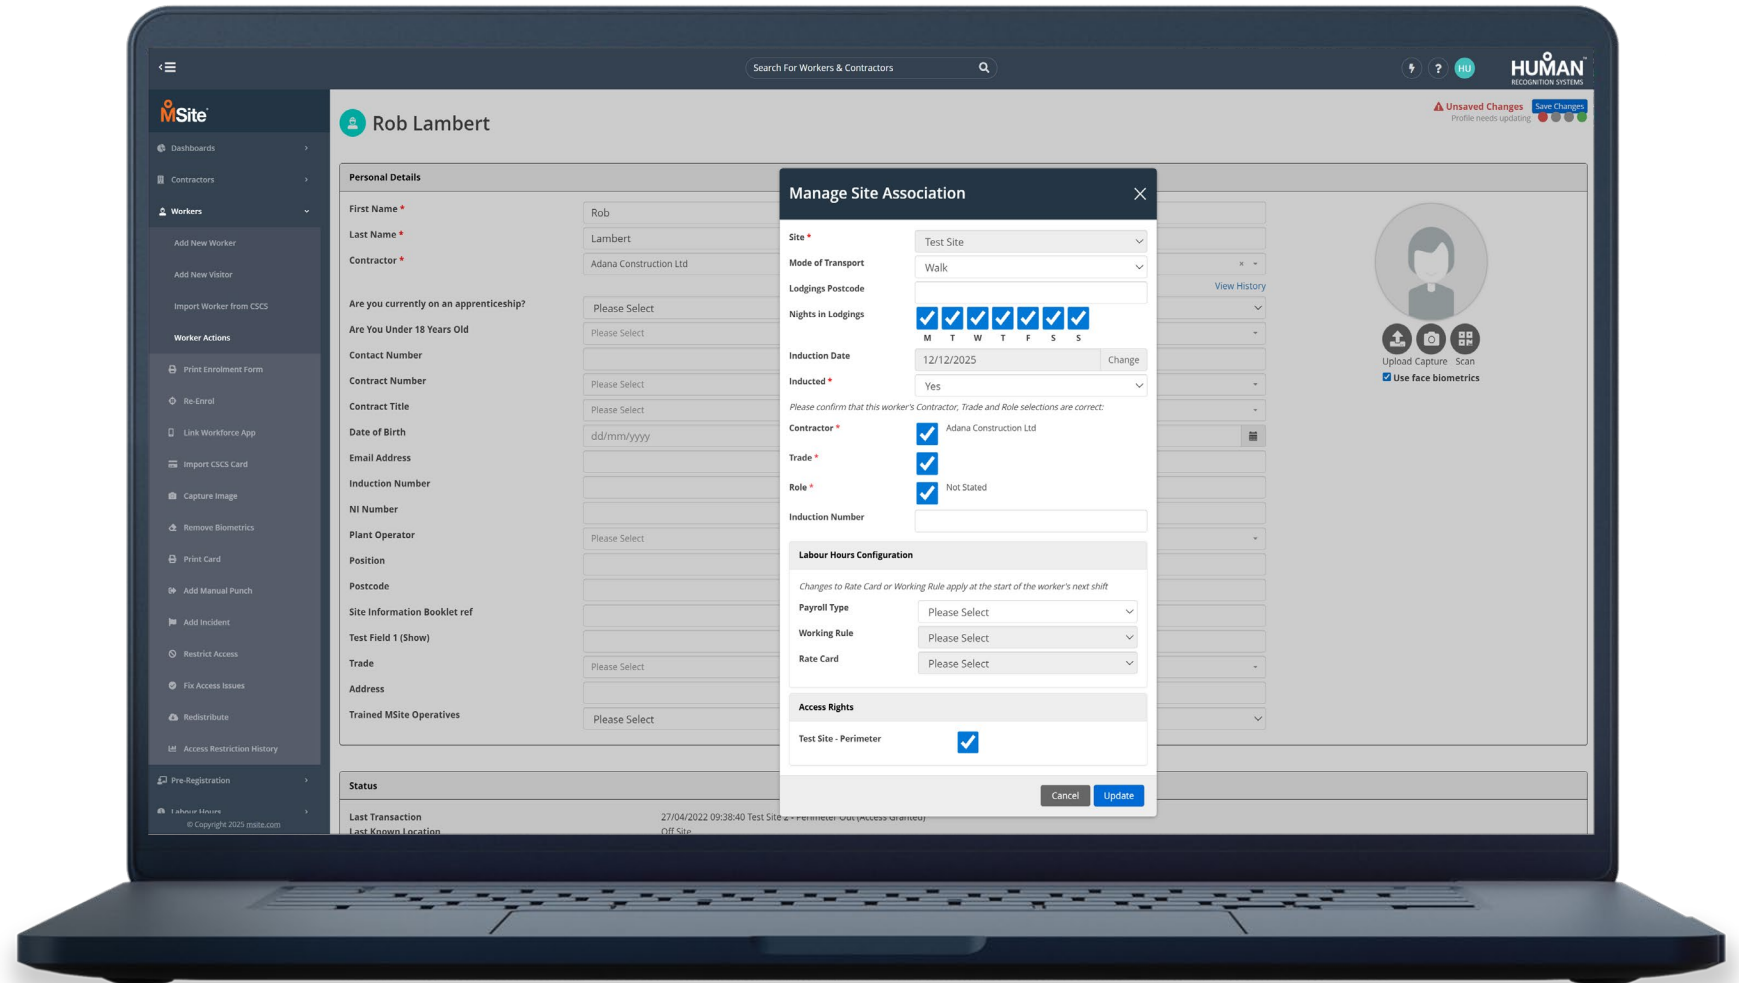 Search For Workers & Contractors
?
HU
HUMAN
RECOGNITION SYSTEMS
MSite
Rob Lambert
Unsaved Changes
Save Changes
Profile needs updating
Dashboards
Contractors
Workers
Add New Worker
Add New Visitor
Import Worker from CSCS
Worker Actions
Print Enrolment Form
Re-Enrol
Link Workforce App
Import CSCS Card
Capture Image
Remove Biometrics
Print Card
Add Manual Punch
Add Incident
Restrict Access
Fix Access Issues
Redistribute
Access Restriction History
Pre-Registration
Labour Hours
© Copyright 2025 msite.com
Personal Details
First Name *
Rob
Last Name *
Lambert
Contractor *
Adana Construction Ltd
View History
Are you currently on an apprenticeship?
Please Select
Are You Under 18 Years Old
Please Select
Contact Number
Contract Number
Please Select
Contract Title
Please Select
Date of Birth
dd/mm/yyyy
Email Address
Induction Number
NI Number
Plant Operator
Please Select
Position
Postcode
Site Information Booklet ref
Test Field 1 (Show)
Trade
Please Select
Address
Trained MSite Operatives
Please Select
Upload Capture Scan
Use face biometrics
Status
Last Transaction
27/04/2022 09:38:40 Test Site 2 - Perimeter Out (Access Granted)
Last Known Location
Off Site
Manage Site Association
Site *
Test Site
Mode of Transport
Walk
Lodgings Postcode
Nights in Lodgings
M T W T F S S
Induction Date
12/12/2025
Change
Inducted *
Yes
Please confirm that this worker's Contractor, Trade and Role selections are correct:
Contractor *
Adana Construction Ltd
Trade *
Role *
Not Stated
Induction Number
Labour Hours Configuration
Changes to Rate Card or Working Rule apply at the start of the worker's next shift
Payroll Type
Please Select
Working Rule
Please Select
Rate Card
Please Select
Access Rights
Test Site - Perimeter
Cancel
Update